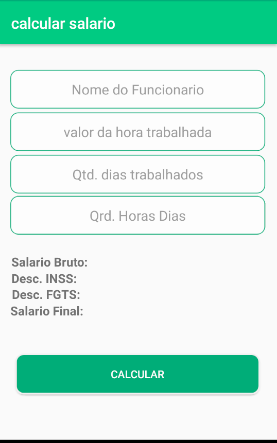 calcular salario
Nome do Funcionario
valor da hora trabalhada
Qtd. dias trabalhados
Qrd. Horas Dias
Salario Bruto:
Desc. INSS:
Desc. FGTS:
Salario Final:
CALCULAR